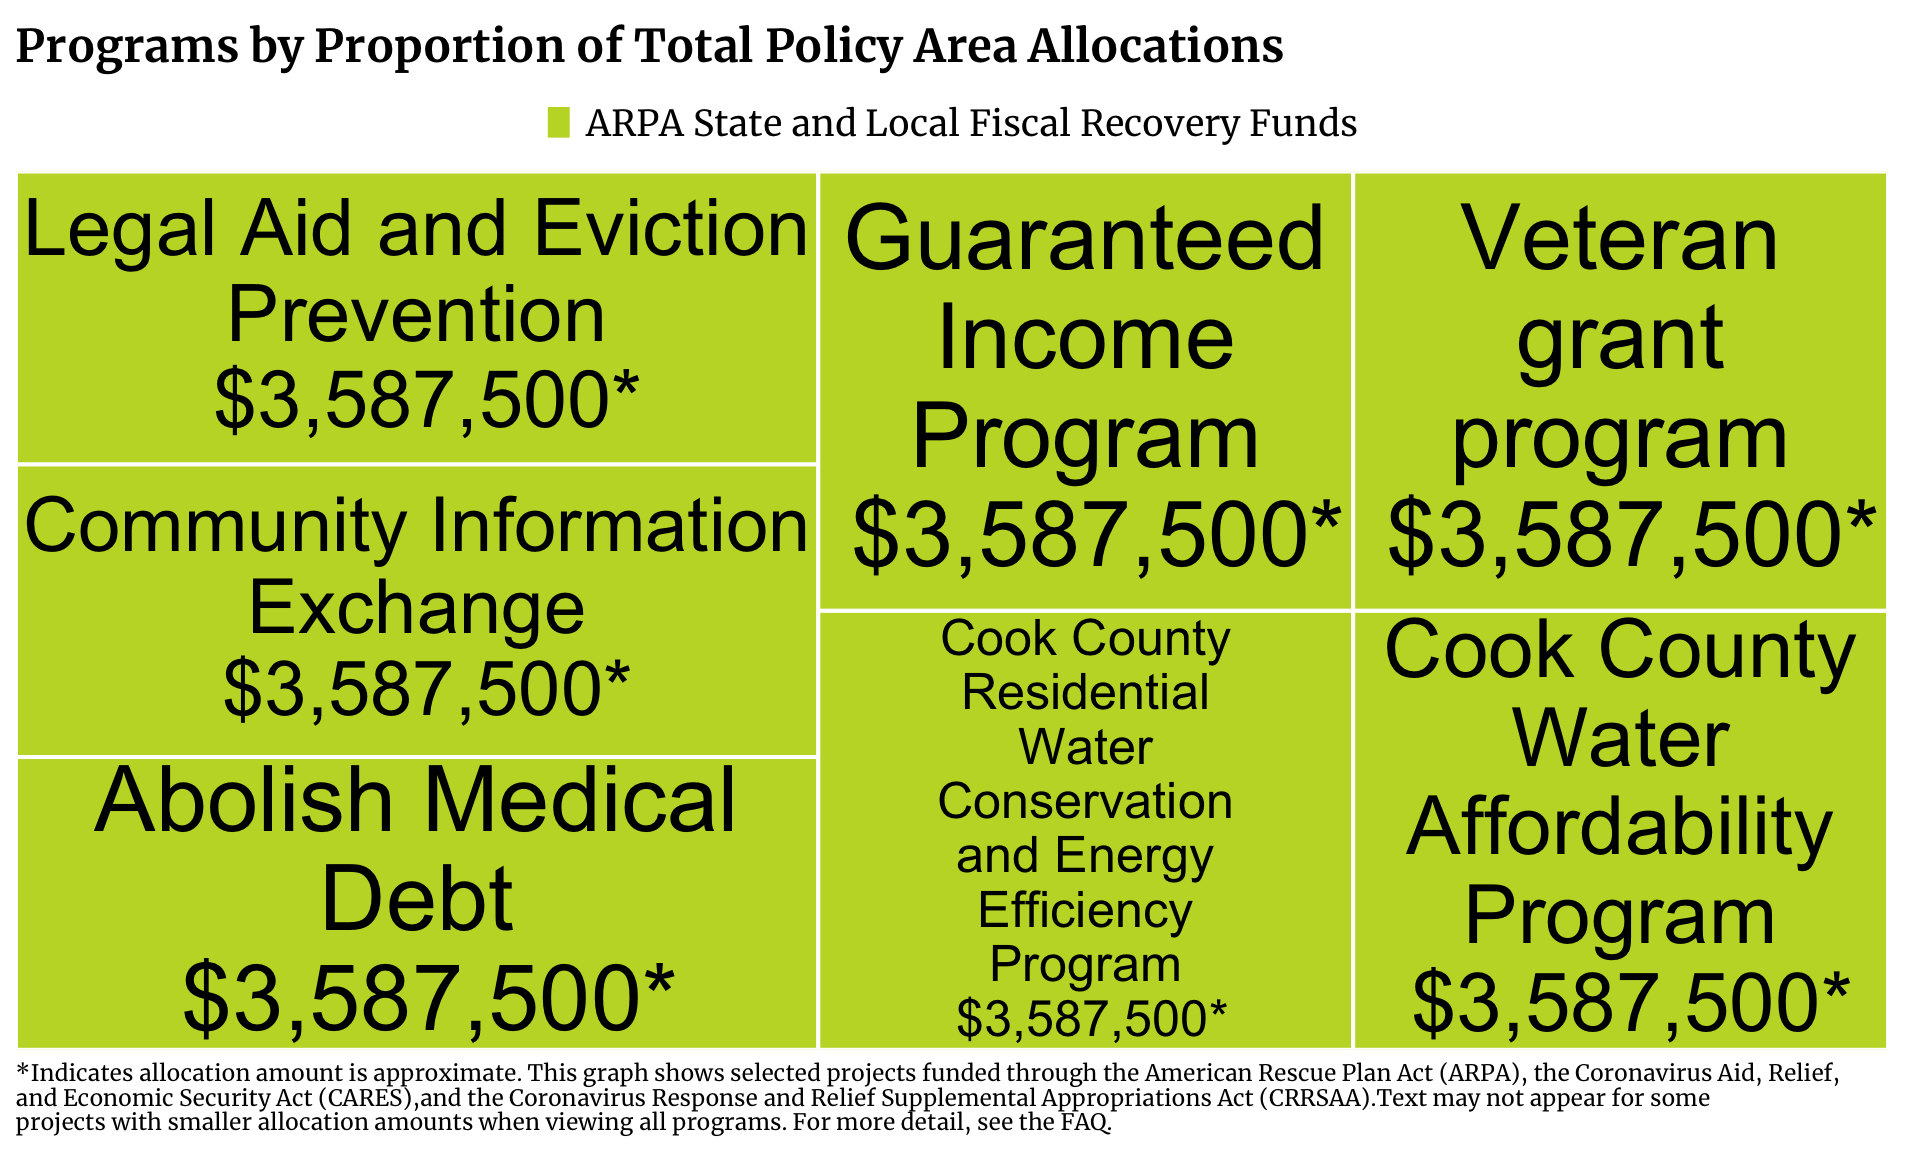 Programs by Proportion of Total Policy Area Allocations
ARPA State and Local Fiscal Recovery Funds
Legal Aid and Eviction
Prevention
$3,587,500*
Community Information
Exchange
$3,587,500*
Abolish Medical
Debt
$3,587,500*
Guaranteed
Income
Program
$3,587,500*
Veteran
grant
program
$3,587,500*
Cook County
Residential
Water
Conservation
and Energy
Efficiency
Program
$3,587,500*
Cook County
Water
Affordability
Program
$3,587,500*
*Indicates allocation amount is approximate. This graph shows selected projects funded through the American Rescue Plan Act (ARPA), the Coronavirus Aid, Relief,
and Economic Security Act (CARES),and the Coronavirus Response and Relief Supplemental Appropriations Act (CRRSAA).Text may not appear for some
projects with smaller allocation amounts when viewing all programs. For more detail, see the FAQ.